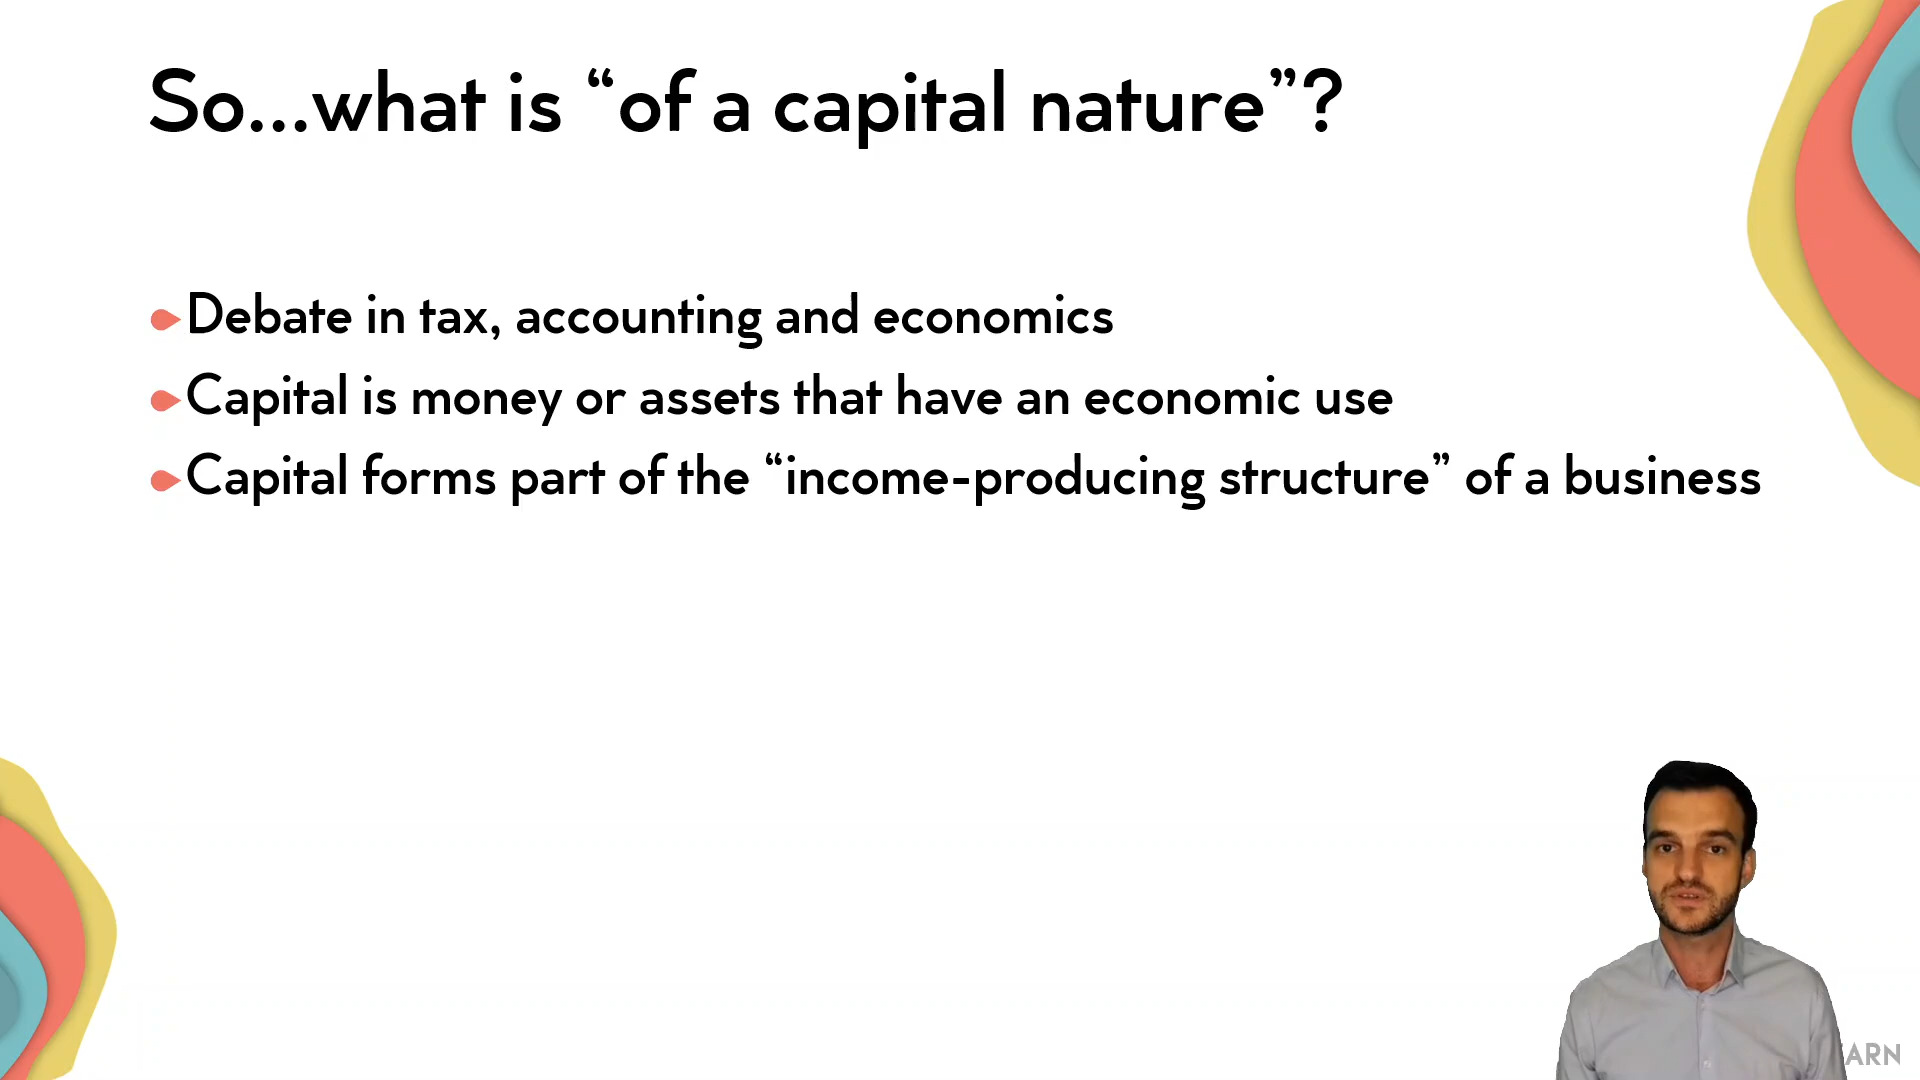 So...what is “of a capital nature”?
Debate in tax, accounting and economics
Capital is money or assets that have an economic use
Capital forms part of the “income-producing structure” of a business